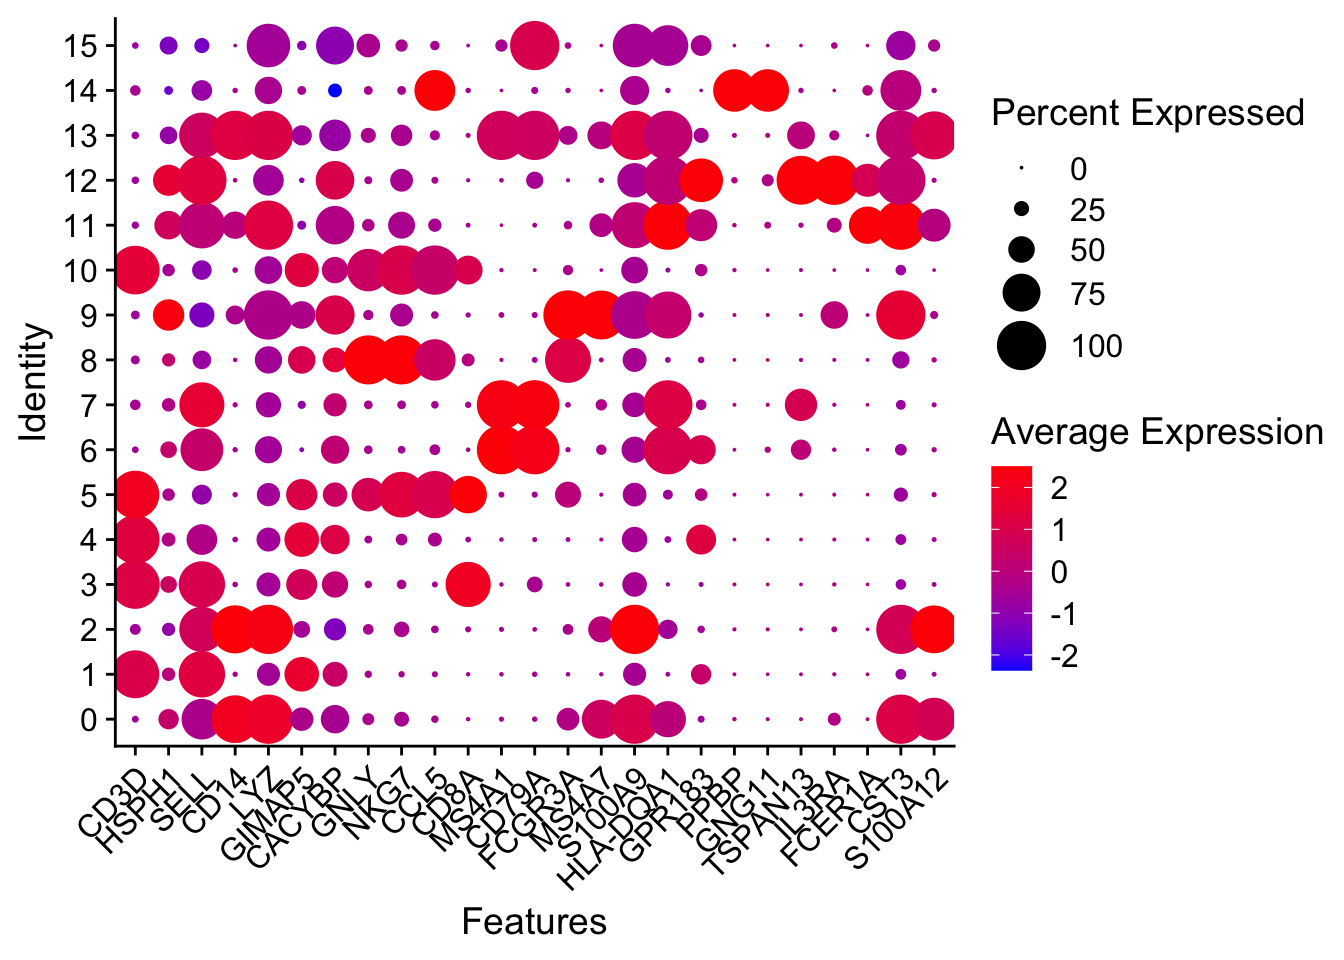 15
14
13
12
11
10
9
8
7
6
5
4
3
2
1
0
Identity
CD3D
HSPH1
SELL
CD14
LYZ
GIMAP5
CACYBP
GNLY
NKG7
CCL5
CD8A
MS4A1
CD79A
FCGR3A
MS4A7
S100A9
HLA-DQA1
GPR183
PPBP
GNG11
TSPAN13
IL3RA
FCER1A
CST3
S100A12
Features
Percent Expressed
0
25
50
75
100
Average Expression
2
1
0
-1
-2